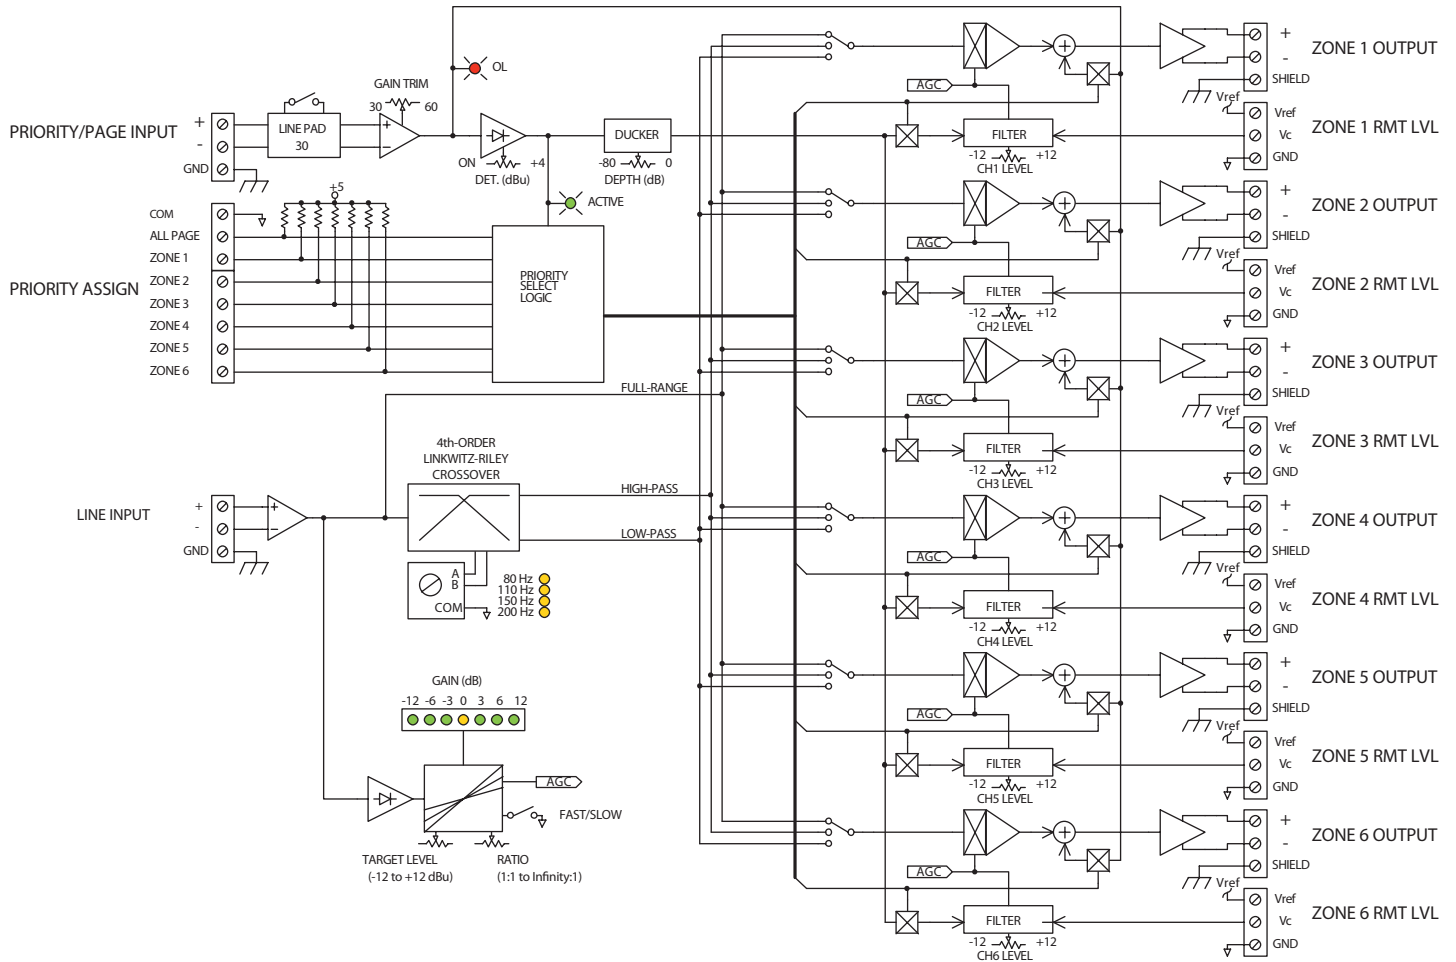 PRIORITY/PAGE INPUT
+
-
GND
LINE PAD
30
GAIN TRIM
30
60
+
−
OL
ON
+4
DET. (dBu)
DUCKER
-80
0
DEPTH (dB)
ACTIVE
PRIORITY ASSIGN
+5
COM
ALL PAGE
ZONE 1
ZONE 2
ZONE 3
ZONE 4
ZONE 5
ZONE 6
PRIORITY
SELECT
LOGIC
FULL-RANGE
4th-ORDER
LINKWITZ-RILEY
CROSSOVER
HIGH-PASS
LOW-PASS
LINE INPUT
+
-
GND
+
−
A
B
COM
80 Hz
110 Hz
150 Hz
200 Hz
GAIN (dB)
-12 -6 -3 0 3 6 12
AGC
FAST/SLOW
TARGET LEVEL
(-12 to +12 dBu)
RATIO
(1:1 to Infinity:1)
AGC
+
+
-
SHIELD
ZONE 1 OUTPUT
FILTER
-12
+12
CH1 LEVEL
Vref
Vref
Vc
GND
ZONE 1 RMT LVL
AGC
+
+
-
SHIELD
ZONE 2 OUTPUT
FILTER
-12
+12
CH2 LEVEL
Vref
Vref
Vc
GND
ZONE 2 RMT LVL
AGC
+
+
-
SHIELD
ZONE 3 OUTPUT
FILTER
-12
+12
CH3 LEVEL
Vref
Vref
Vc
GND
ZONE 3 RMT LVL
AGC
+
+
-
SHIELD
ZONE 4 OUTPUT
FILTER
-12
+12
CH4 LEVEL
Vref
Vref
Vc
GND
ZONE 4 RMT LVL
AGC
+
+
-
SHIELD
ZONE 5 OUTPUT
FILTER
-12
+12
CH5 LEVEL
Vref
Vref
Vc
GND
ZONE 5 RMT LVL
AGC
+
+
-
SHIELD
ZONE 6 OUTPUT
FILTER
-12
+12
CH6 LEVEL
Vref
Vref
Vc
GND
ZONE 6 RMT LVL